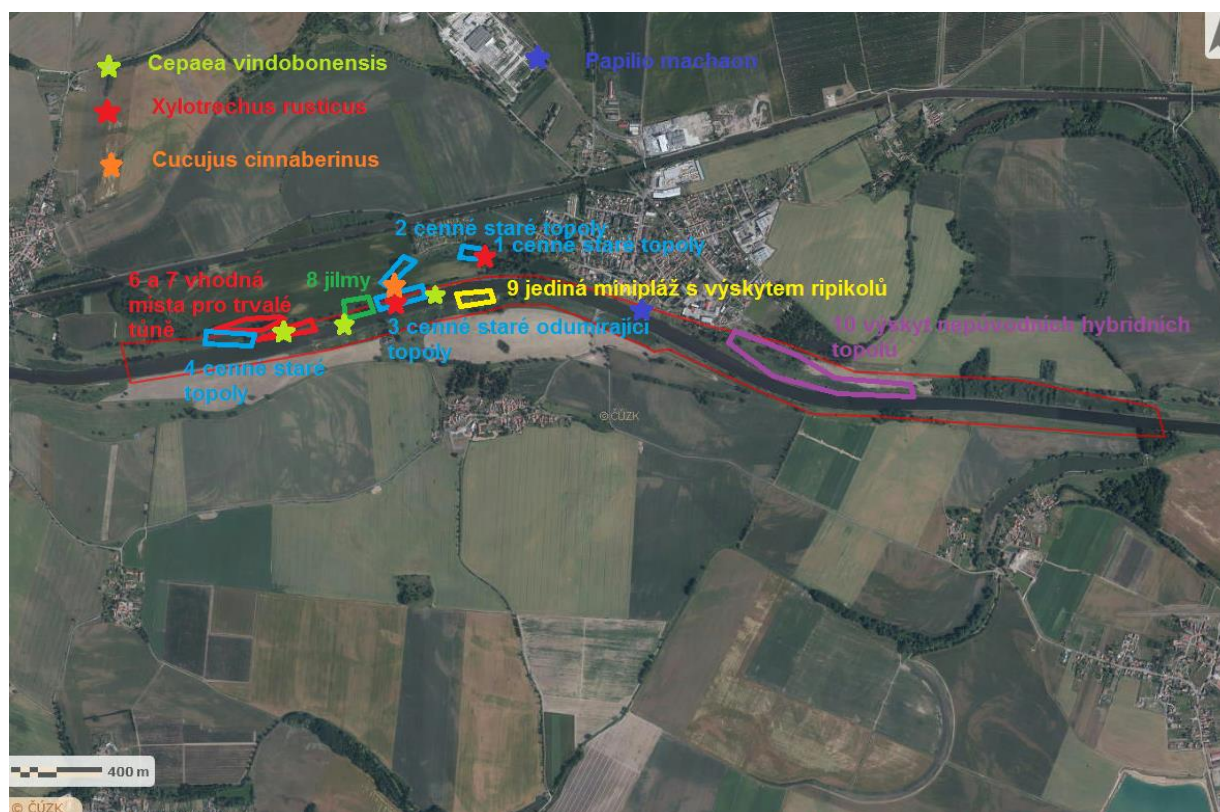 Cepaea vindobonensis
Papilio machaon
Xylotrechus rusticus
Cucujus cinnaberinus
2 cenné staré topoly
1 cenné staré topoly
6 a 7 vhodná
místa pro trvalé
tůně
8 jilmy
9 jediná minipláž s výskytem ripikolů
3 cenné staré odumírající
topoly
10 výskyt nepůvodních hybridních
topolů
4 cenné staré
topoly
© ČÚZK
400 m
© ČÚZK